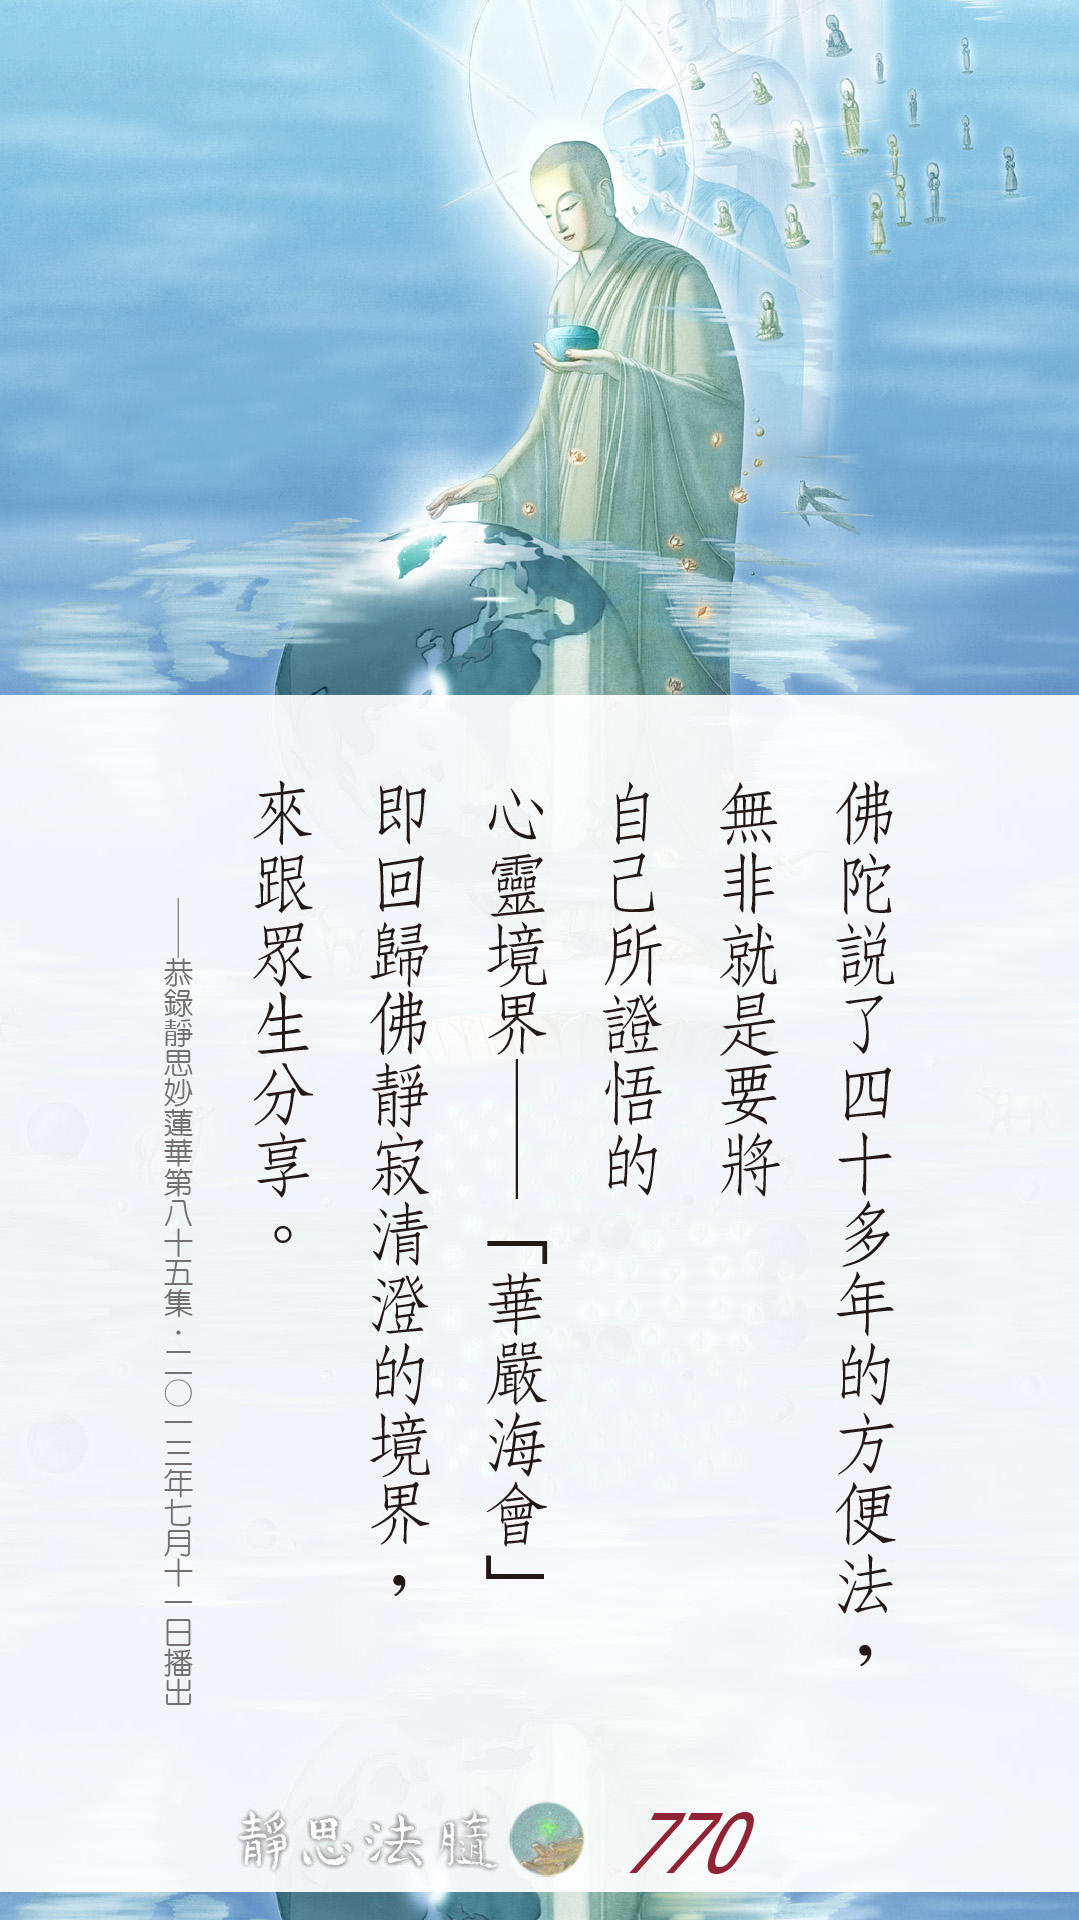 佛陀說了四十多年的方便法，
無非就是要將
自己所證悟的
心靈境界——「華嚴海會」
即回歸佛靜寂清澄的境界，
來跟眾生分享。
——恭錄靜思妙蓮華第八十五集·二〇一三年七月十一日播出
靜思法髓 770